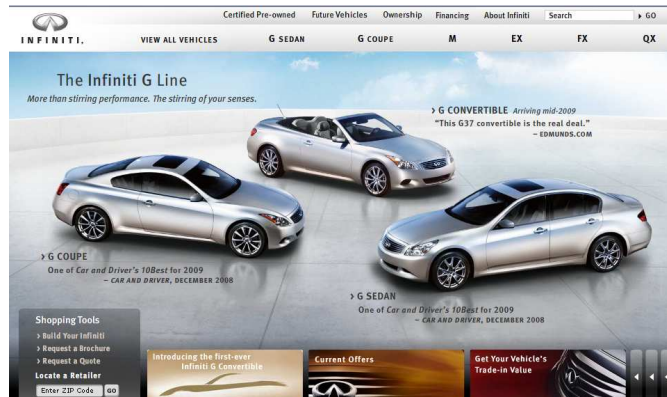 Certified Pre-owned Future Vehicles Ownership Financing About Infiniti Search GO
INFINITI.
VIEW ALL VEHICLES G SEDAN G COUPE M EX FX QX
The Infiniti G Line
More than stirring performance. The stirring of your senses.
> G CONVERTIBLE Arriving mid-2009
"This G37 convertible is the real deal."
– EDMUNDS.COM
> G COUPE
One of Car and Driver's 10Best for 2009
– CAR AND DRIVER, DECEMBER 2008
> G SEDAN
One of Car and Driver's 10Best for 2009
– CAR AND DRIVER, DECEMBER 2008
Shopping Tools
> Build Your Infiniti
> Request a Brochure
> Request a Quote
Locate a Retailer
Enter ZIP Code GO
Introducing the first-ever
Infiniti G Convertible
Current Offers
Get Your Vehicle's
Trade-in Value